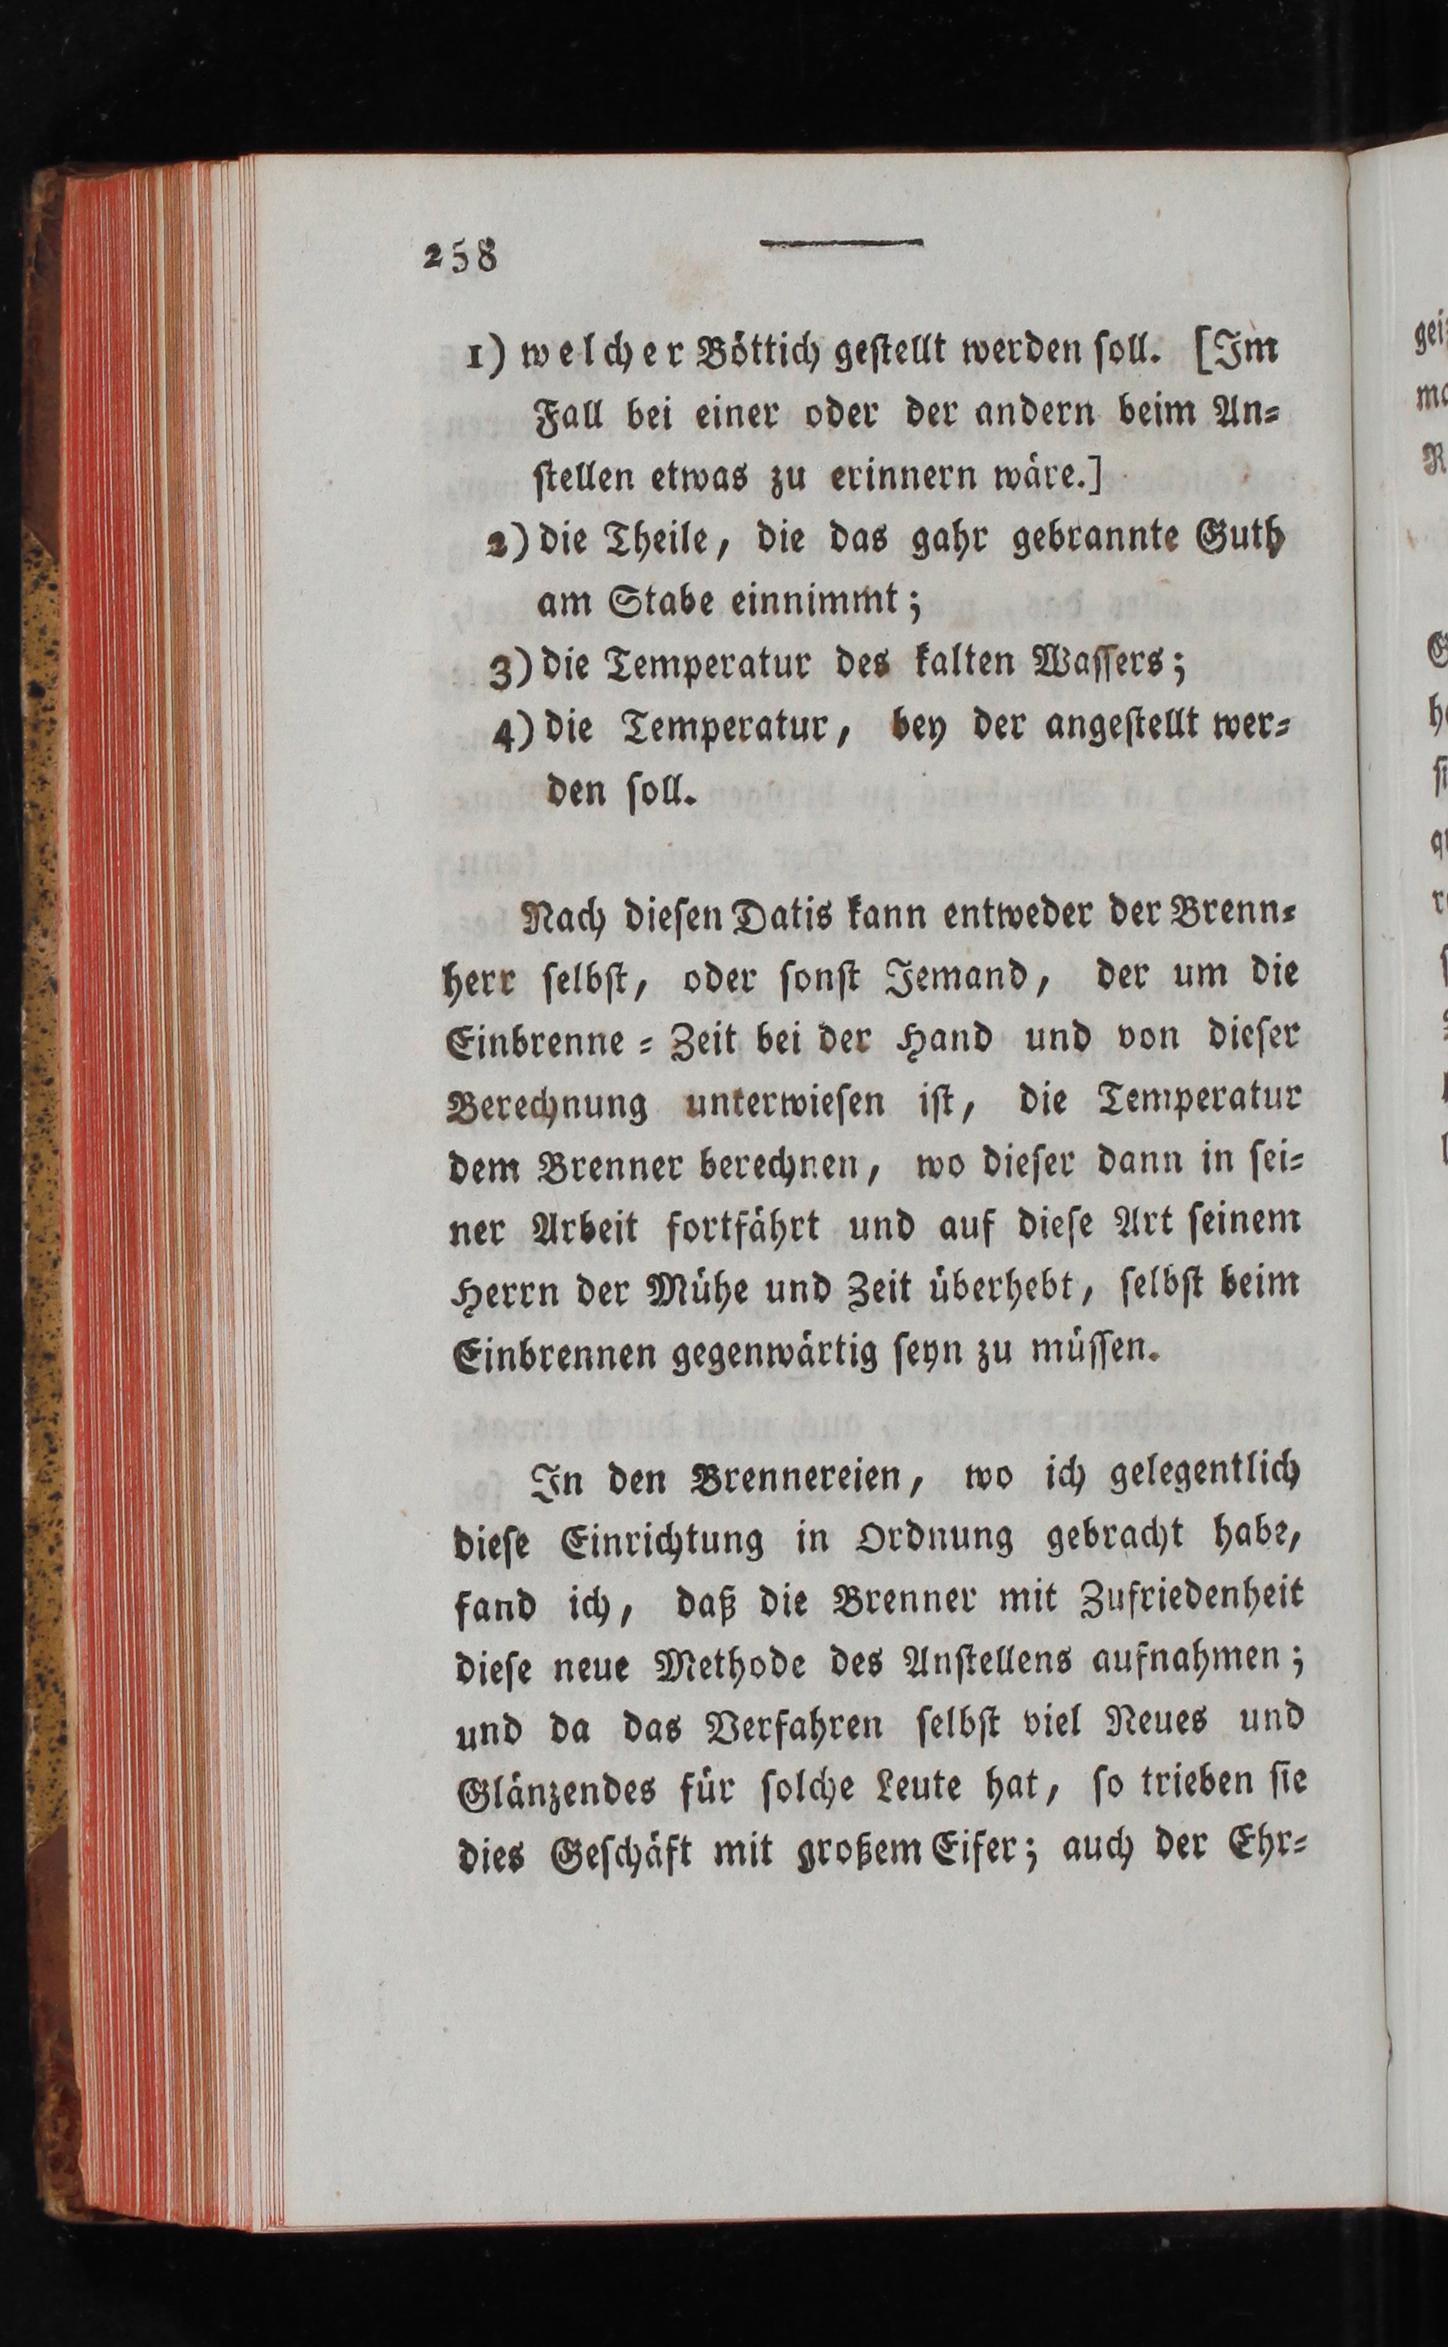 258
1) welcher Böttich gestellt werden soll. [Im
Fall bei einer oder der andern beim An-
stellen etwas zu erinnern wäre.]
2) die Theile, die das gahr gebrannte Guth
am Stabe einnimmt;
3) die Temperatur des kalten Wassers;
4) die Temperatur, bey der angestellt wer-
den soll.
Nach diesen Datis kann entweder der Brenn-
herr selbst, oder sonst Jemand, der um die
Einbrenne-Zeit bei der Hand und von dieser
Berechnung unterwiesen ist, die Temperatur
dem Brenner berechnen, wo dieser dann in sei-
ner Arbeit fortfährt und auf diese Art seinem
Herrn der Mühe und Zeit überhebt, selbst beim
Einbrennen gegenwärtig seyn zu müssen.
In den Brennereien, wo ich gelegentlich
diese Einrichtung in Ordnung gebracht habe,
fand ich, daß die Brenner mit Zufriedenheit
diese neue Methode des Anstellens aufnahmen;
und da das Verfahren selbst viel Neues und
Glänzendes für solche Leute hat, so trieben sie
dies Geschäft mit großem Eifer; auch der Ehr-